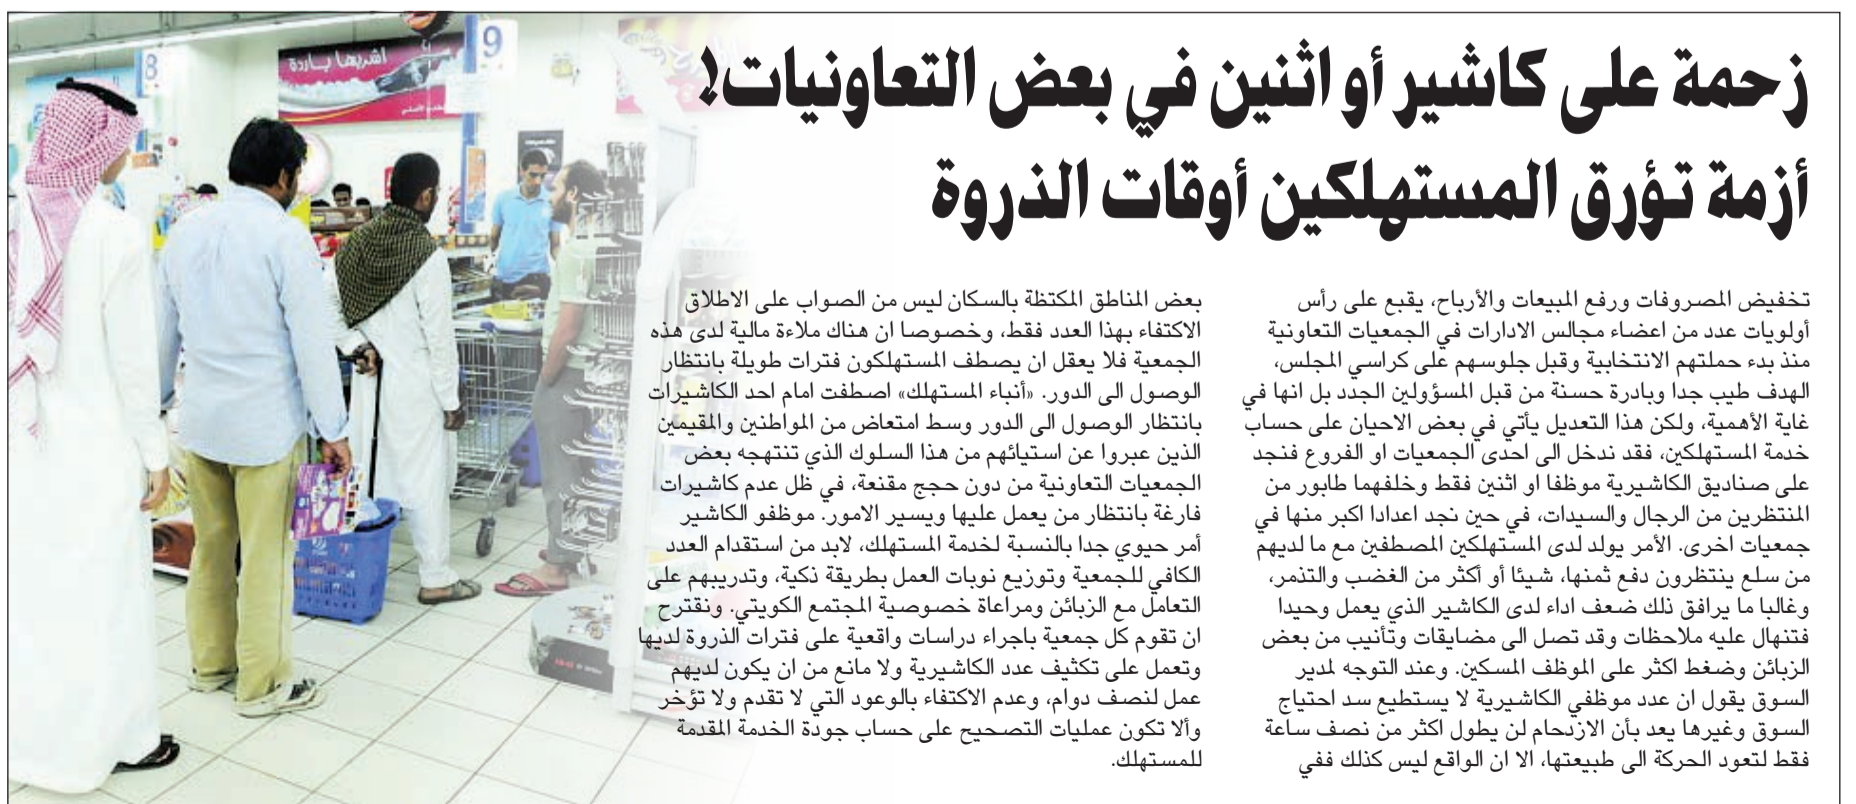 زحمة على كاشير أو اثنين في بعض التعاونيات!
أزمة تؤرق المستهلكين أوقات الذروة
تخفيض المصروفات ورفع المبيعات والأرباح، يقبع على رأس
أولويات عدد من اعضاء مجالس الادارات في الجمعيات التعاونية
منذ بدء حملتهم الانتخابية وقبل جلوسهم على كراسي المجلس،
الهدف طيب جدا وبادرة حسنة من قبل المسؤولين الجدد بل انها في
غاية الأهمية، ولكن هذا التعديل يأتي في بعض الاحيان على حساب
خدمة المستهلكين، فقد ندخل الى احدى الجمعيات او الفروع فنجد
على صناديق الكاشيرية موظفا او اثنين فقط وخلفهما طابور من
المنتظرين من الرجال والسيدات، في حين نجد اعدادا اكبر منها في
جمعيات اخرى. الأمر يولد لدى المستهلكين المصطفين مع ما لديهم
من سلع ينتظرون دفع ثمنها، شيئا أو أكثر من الغضب والتذمر،
وغالبا ما يرافق ذلك ضعف اداء لدى الكاشير الذي يعمل وحيدا
فتنهال عليه ملاحظات وقد تصل الى مضايقات وتأنيب من بعض
الزبائن وضغط اكثر على الموظف المسكين. وعند التوجه لمدير
السوق يقول ان عدد موظفي الكاشيرية لا يستطيع سد احتياج
السوق وغيرها يعد بأن الازدحام لن يطول اكثر من نصف ساعة
فقط لتعود الحركة الى طبيعتها، الا ان الواقع ليس كذلك ففي
بعض المناطق المكتظة بالسكان ليس من الصواب على الاطلاق
الاكتفاء بهذا العدد فقط، وخصوصا ان هناك ملاءة مالية لدى هذه
الجمعية فلا يعقل ان يصطف المستهلكون فترات طويلة بانتظار
الوصول الى الدور. «أنباء المستهلك» اصطفت امام احد الكاشيرات
بانتظار الوصول الى الدور وسط امتعاض من المواطنين والمقيمين
الذين عبروا عن استيائهم من هذا السلوك الذي تنتهجه بعض
الجمعيات التعاونية من دون حجج مقنعة، في ظل عدم كاشيرات
فارغة بانتظار من يعمل عليها ويسير الامور. موظفو الكاشير
أمر حيوي جدا بالنسبة لخدمة المستهلك، لابد من استقدام العدد
الكافي للجمعية وتوزيع نوبات العمل بطريقة ذكية، وتدريبهم على
التعامل مع الزبائن ومراعاة خصوصية المجتمع الكويتي. ونقترح
ان تقوم كل جمعية باجراء دراسات واقعية على فترات الذروة لديها
وتعمل على تكثيف عدد الكاشيرية ولا مانع من ان يكون لديهم
عمل لنصف دوام، وعدم الاكتفاء بالوعود التي لا تقدم ولا تؤخر
وألا تكون عمليات التصحيح على حساب جودة الخدمة المقدمة
للمستهلك.
8
9
اشربها باردة